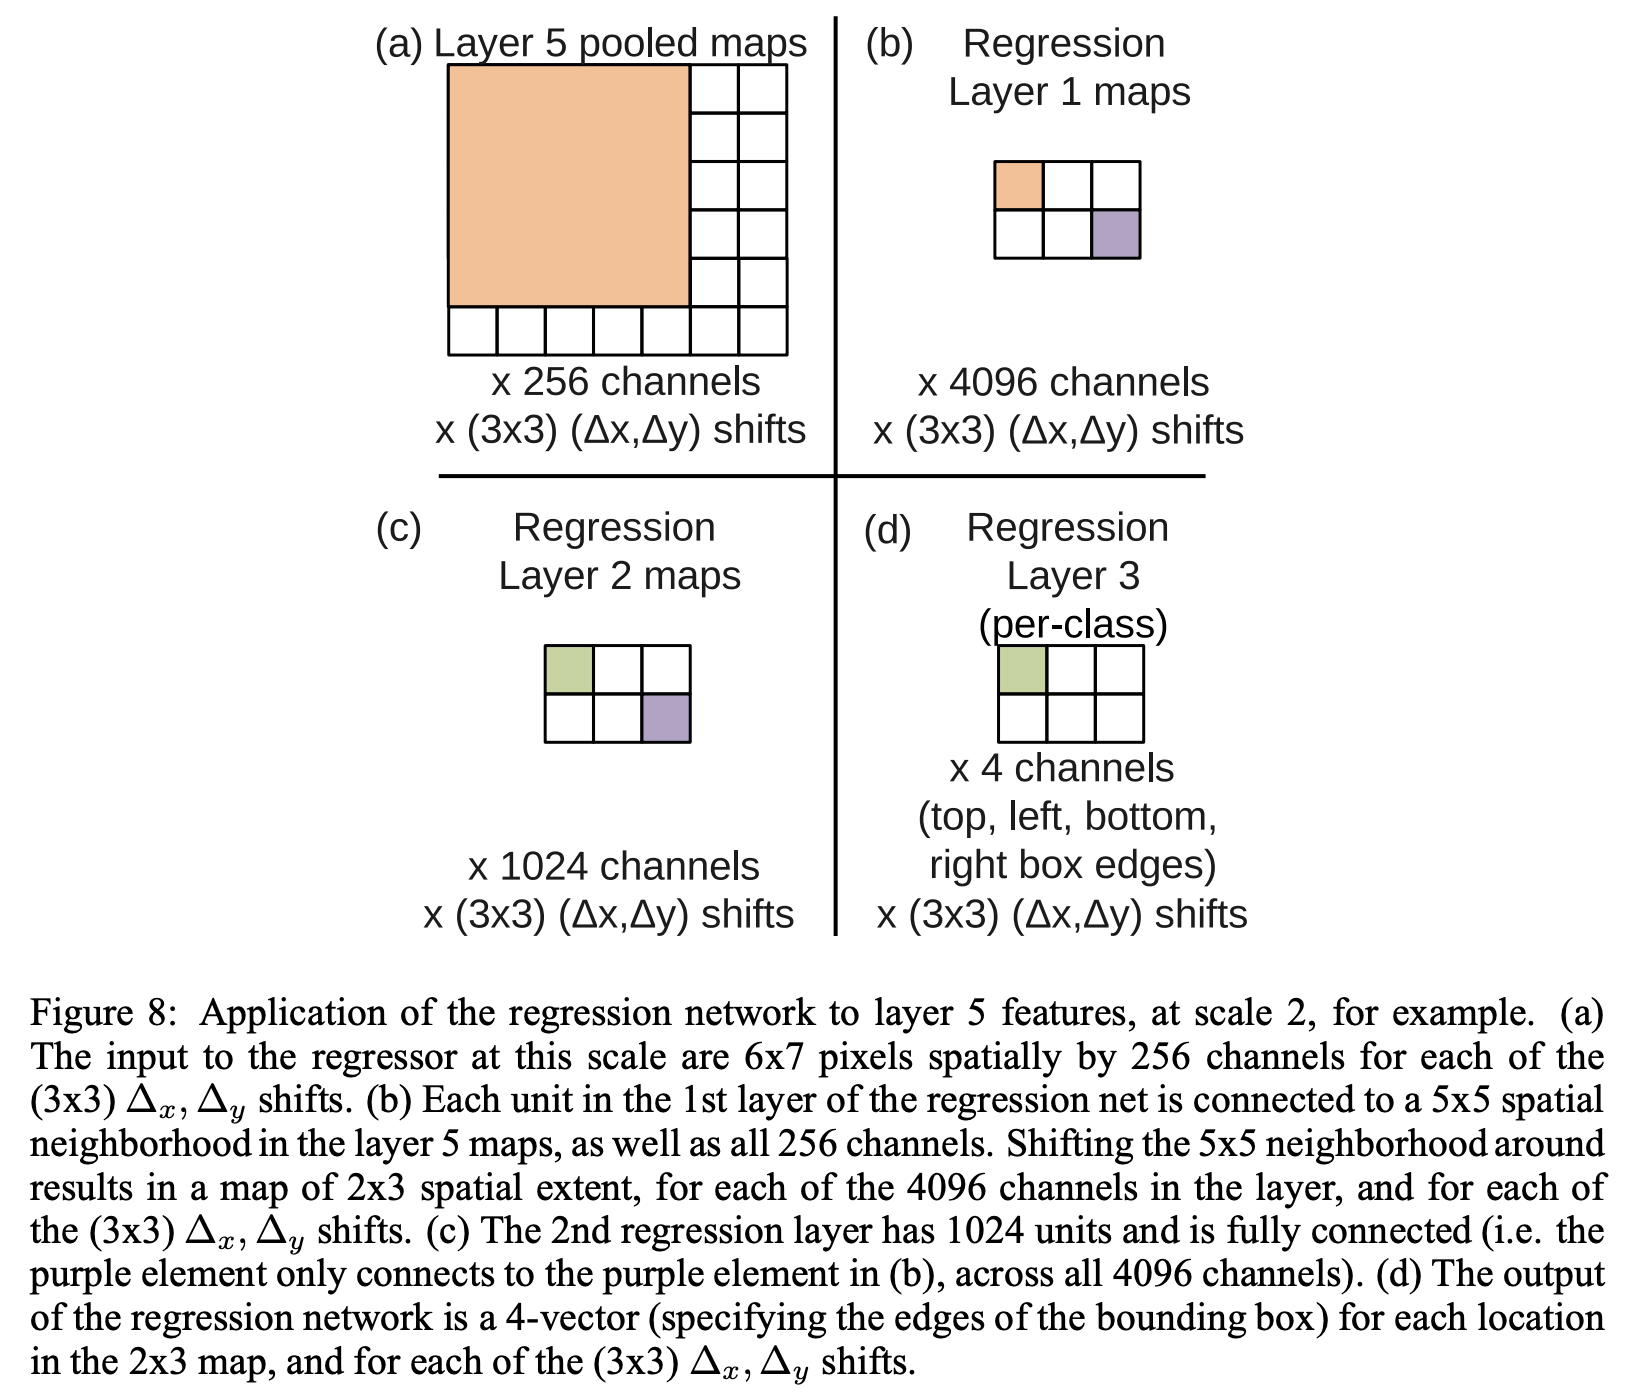 (a) Layer 5 pooled maps
x 256 channels
x (3x3) (Δx,Δy) shifts
(b) Regression
Layer 1 maps
x 4096 channels
x (3x3) (Δx,Δy) shifts
(c) Regression
Layer 2 maps
x 1024 channels
x (3x3) (Δx,Δy) shifts
(d) Regression
Layer 3
(per-class)
x 4 channels
(top, left, bottom,
right box edges)
x (3x3) (Δx,Δy) shifts
Figure 8: Application of the regression network to layer 5 features, at scale 2, for example. (a)
The input to the regressor at this scale are 6x7 pixels spatially by 256 channels for each of the
(3x3) Δx, Δy shifts. (b) Each unit in the 1st layer of the regression net is connected to a 5x5 spatial
neighborhood in the layer 5 maps, as well as all 256 channels. Shifting the 5x5 neighborhood around
results in a map of 2x3 spatial extent, for each of the 4096 channels in the layer, and for each of
the (3x3) Δx, Δy shifts. (c) The 2nd regression layer has 1024 units and is fully connected (i.e. the
purple element only connects to the purple element in (b), across all 4096 channels). (d) The output
of the regression network is a 4-vector (specifying the edges of the bounding box) for each location
in the 2x3 map, and for each of the (3x3) Δx, Δy shifts.